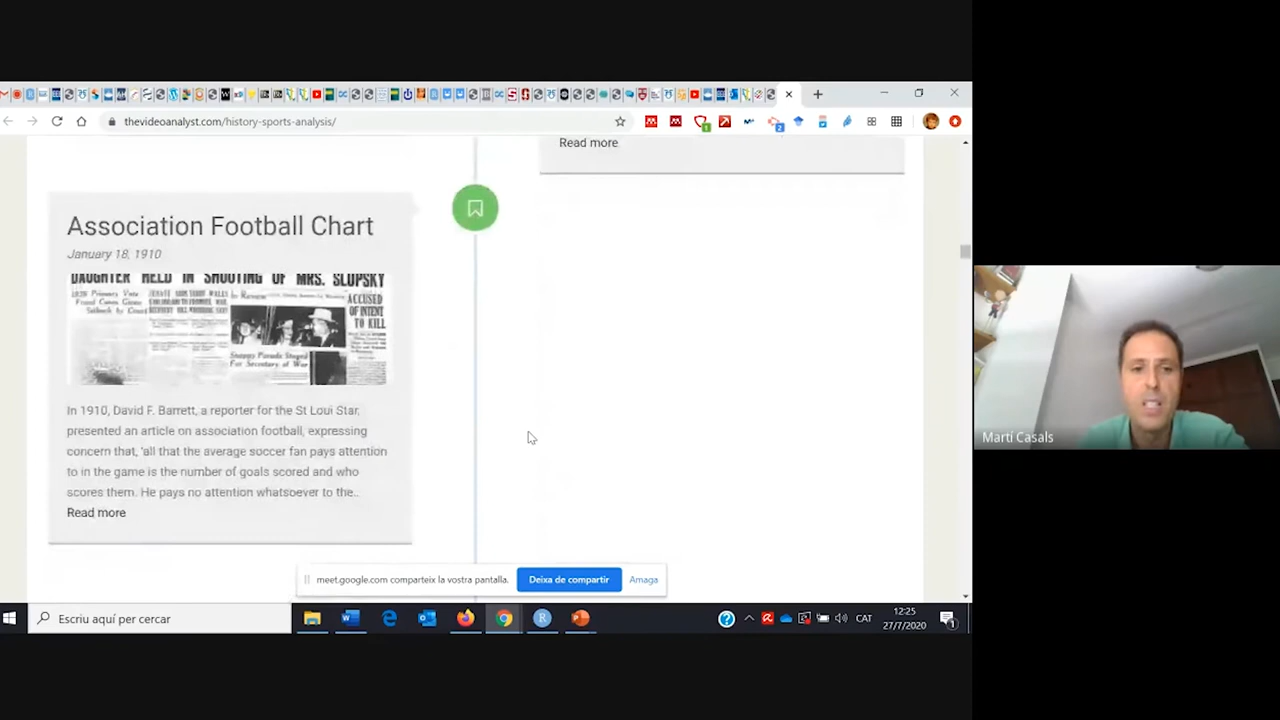 thevideoanalyst.com/history-sports-analysis/
Read more
Association Football Chart
January 18, 1910
DAUGHTER HELD IN SHOOTING OF MRS. SLOPSKY
ACCUSED
OF INTENT
TO KILL
In 1910, David F. Barrett, a reporter for the St Loui Star,
presented an article on association football, expressing
concern that, 'all that the average soccer fan pays attention
to in the game is the number of goals scored and who
scores them. He pays no attention whatsoever to the..
Read more
Martí Casals
meet.google.com comparteix la vostra pantalla.
Deixa de compartir
Amaga
Escriu aquí per cercar
CAT
12:25
27/7/2020